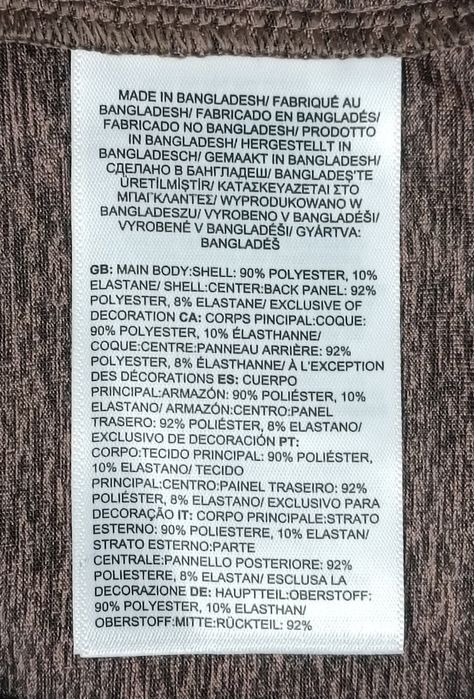 MADE IN BANGLADESH/ FABRIQUÉ AU
BANGLADESH/ FABRICADO EN BANGLADÉS/
FABRICADO NO BANGLADESH/ PRODOTTO
IN BANGLADESH/ HERGESTELLT IN
BANGLADESCH/ GEMAAKT IN BANGLADESH/
СДЕЛАНО В БАНГЛАДЕШ/ BANGLADEŞ'TE
ÜRETİLMİŞTİR/ ΚΑΤΑΣΚΕΥΑΖΕΤΑΙ ΣΤΟ
ΜΠΑΓΚΛΑΝΤΕΣ/ WYPRODUKOWANO W
BANGLADESZU/ VYROBENO V BANGLADÉŠI/
VYROBENÉ V BANGLADÉŠI/ GYÁRTVA:
BANGLADÉŠ
GB: MAIN BODY:SHELL: 90% POLYESTER, 10%
ELASTANE/ SHELL:CENTER:BACK PANEL: 92%
POLYESTER, 8% ELASTANE/ EXCLUSIVE OF
DECORATION CA: CORPS PINCIPAL:COQUE:
90% POLYESTER, 10% ÉLASTHANNE/
COQUE:CENTRE:PANNEAU ARRIÈRE: 92%
POLYESTER, 8% ÉLASTHANNE/ À L'EXCEPTION
DES DÉCORATIONS ES: CUERPO
PRINCIPAL:ARMAZÓN: 90% POLIÉSTER, 10%
ELASTANO/ ARMAZÓN:CENTRO:PANEL
TRASERO: 92% POLIÉSTER, 8% ELASTANO/
EXCLUSIVO DE DECORACIÓN PT:
CORPO:TECIDO PRINCIPAL: 90% POLIÉSTER,
10% ELASTANO/ TECIDO
PRINCIPAL:CENTRO:PAINEL TRASEIRO: 92%
POLIÉSTER, 8% ELASTANO/ EXCLUSIVO PARA
DECORAÇÃO IT: CORPO PRINCIPALE:STRATO
ESTERNO: 90% POLIESTERE, 10% ELASTAN/
STRATO ESTERNO:PARTE
CENTRALE:PANNELLO POSTERIORE: 92%
POLIESTERE, 8% ELASTAN/ ESCLUSA LA
DECORAZIONE DE: HAUPTTEIL:OBERSTOFF:
90% POLYESTER, 10% ELASTHAN/
OBERSTOFF:MITTE:RÜCKTEIL: 92%